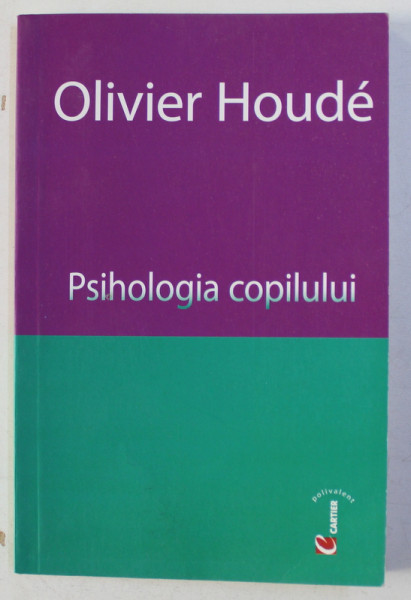 Olivier Houdé
Psihologia copilului
polivalent
CARTIER